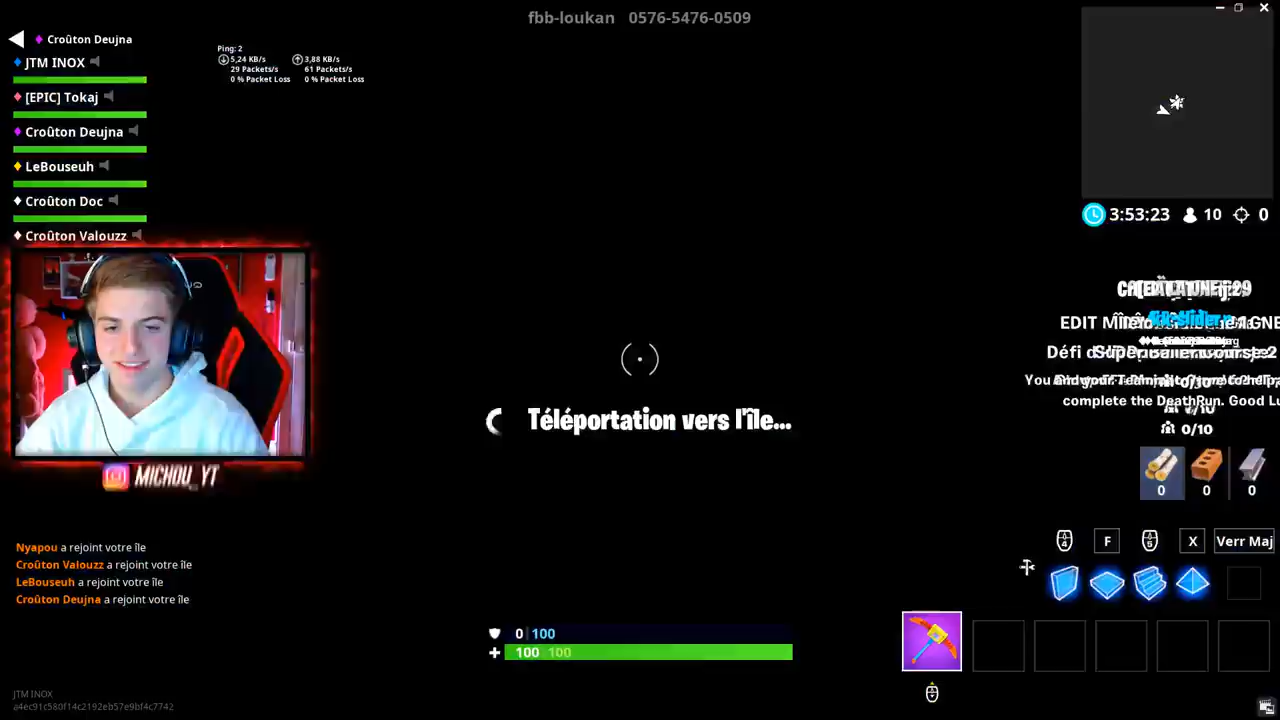 fbb-loukan 0576-5476-0509
Croûton Deujna
JTM INOX
[EPIC] Tokaj
Croûton Deujna
LeBouseuh
Croûton Doc
Croûton Valouzz
Ping: 2
5,24 KB/s 3,88 KB/s
29 Packets/s 61 Packets/s
0 % Packet Loss 0 % Packet Loss
3:53:23 10 0
EDIT
Défi
complete the DeathRun. Good
0/10
0 0 0
Téléportation vers l'île...
MICHOU_YT
4 F 5 X Verr Maj
Nyapou a rejoint votre île
Croûton Valouzz a rejoint votre île
LeBouseuh a rejoint votre île
Croûton Deujna a rejoint votre île
0 100
100 100
JTM INOX
a4ec91c580f14c2192eb57e9bf4c7742